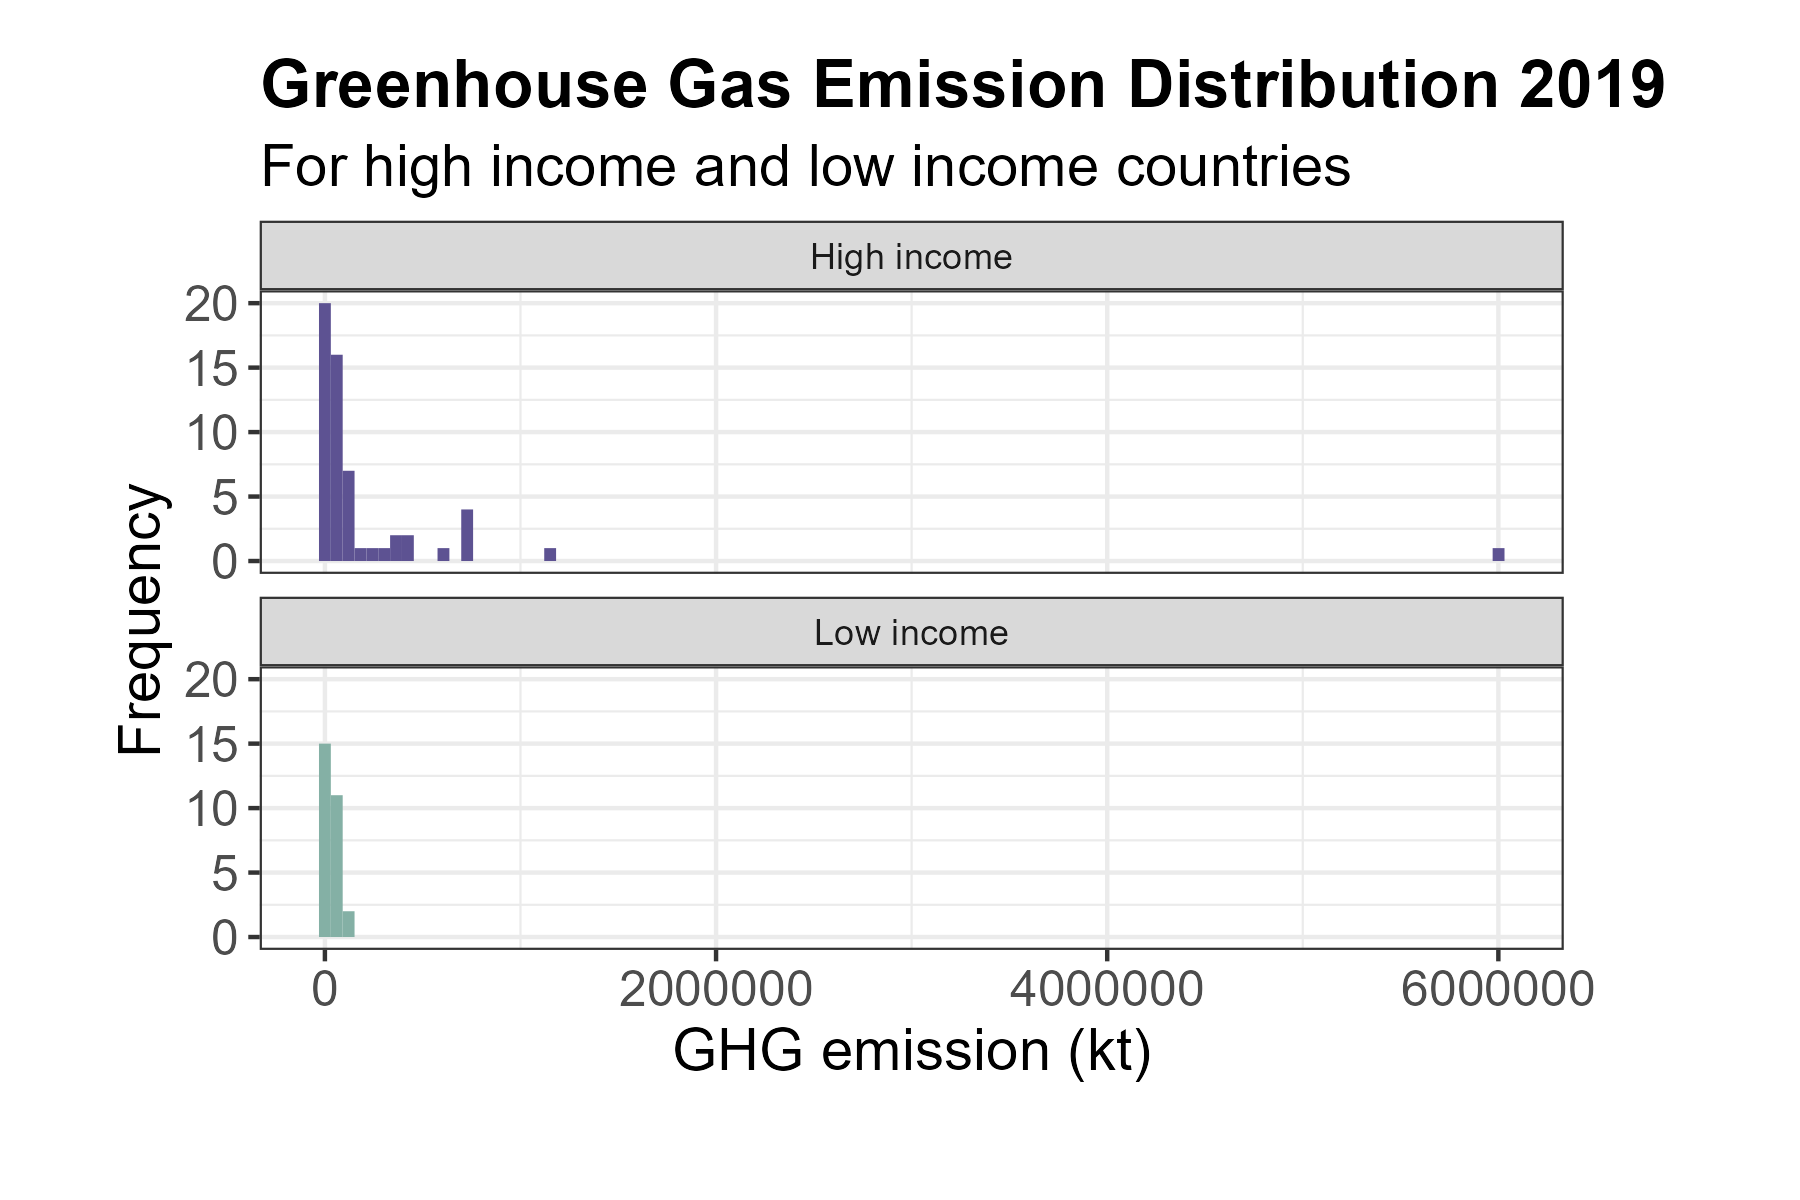 Greenhouse Gas Emission Distribution 2019
For high income and low income countries
High income
20
15
10
5
0
Low income
20
15
10
5
0
Frequency
0 2000000 4000000 6000000
GHG emission (kt)